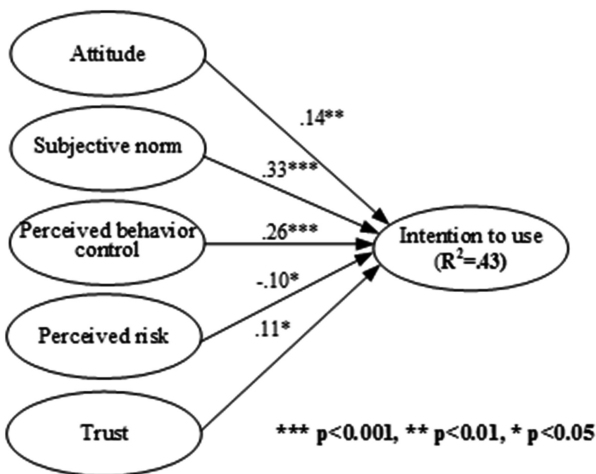 Attitude
.14**
Subjective norm
.33***
Perceived behavior
control
.26***
Intention to use
(R²=.43)
-.10*
Perceived risk
.11*
Trust
*** p<0.001, ** p<0.01, * p<0.05